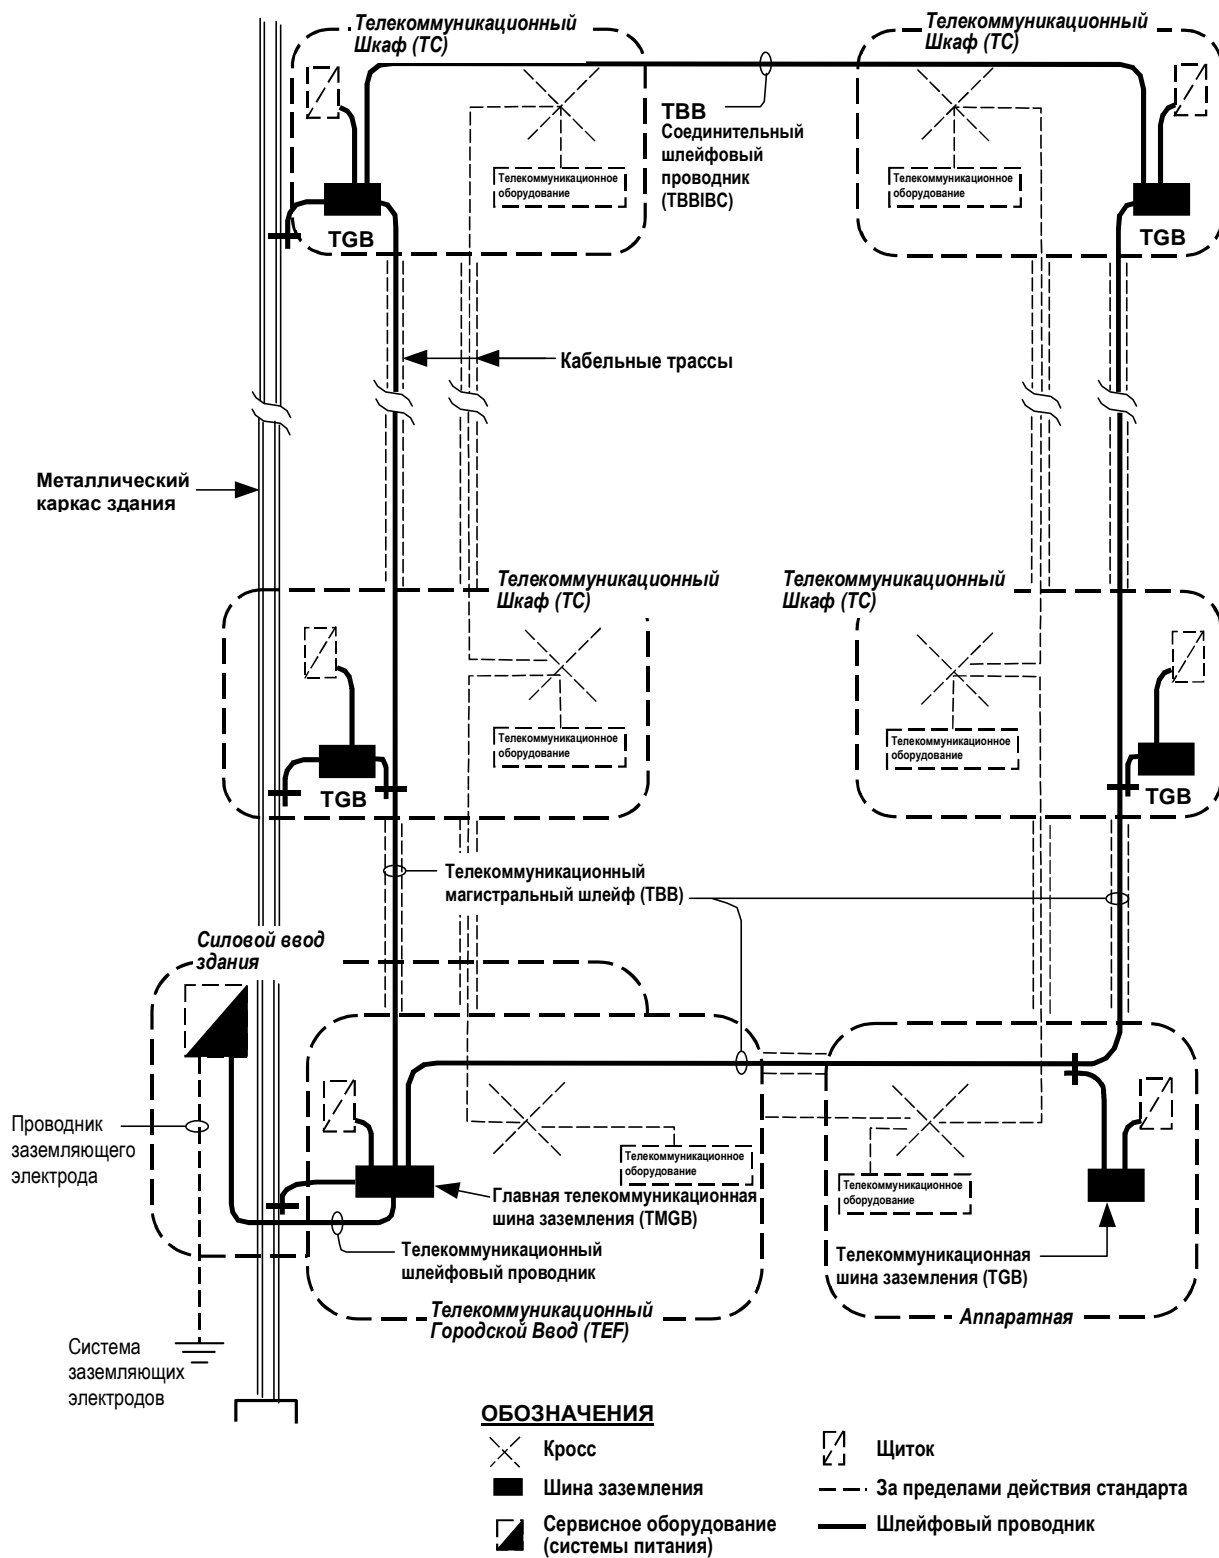 Телекоммуникационный
Шкаф (ТС)
Телекоммуникационный
Шкаф (ТС)
ТВВ
Соединительный
шлейфовый
проводник
(TBBIBC)
Телекоммуникационное
оборудование
Телекоммуникационное
оборудование
TGB
TGB
Кабельные трассы
Металлический
каркас здания
Телекоммуникационный
Шкаф (ТС)
Телекоммуникационный
Шкаф (ТС)
Телекоммуникационное
оборудование
Телекоммуникационное
оборудование
TGB
TGB
Телекоммуникационный
магистральный шлейф (ТВВ)
Силовой ввод
здания
Проводник
заземляющего
электрода
Телекоммуникационное
оборудование
Телекоммуникационное
оборудование
Главная телекоммуникационная
шина заземления (TMGB)
Телекоммуникационный
шлейфовый проводник
Телекоммуникационная
шина заземления (TGB)
Телекоммуникационный
Городской Ввод (TEF)
Аппаратная
Система
заземляющих
электродов
ОБОЗНАЧЕНИЯ
Кросс
Щиток
Шина заземления
За пределами действия стандарта
Сервисное оборудование
(системы питания)
Шлейфовый проводник